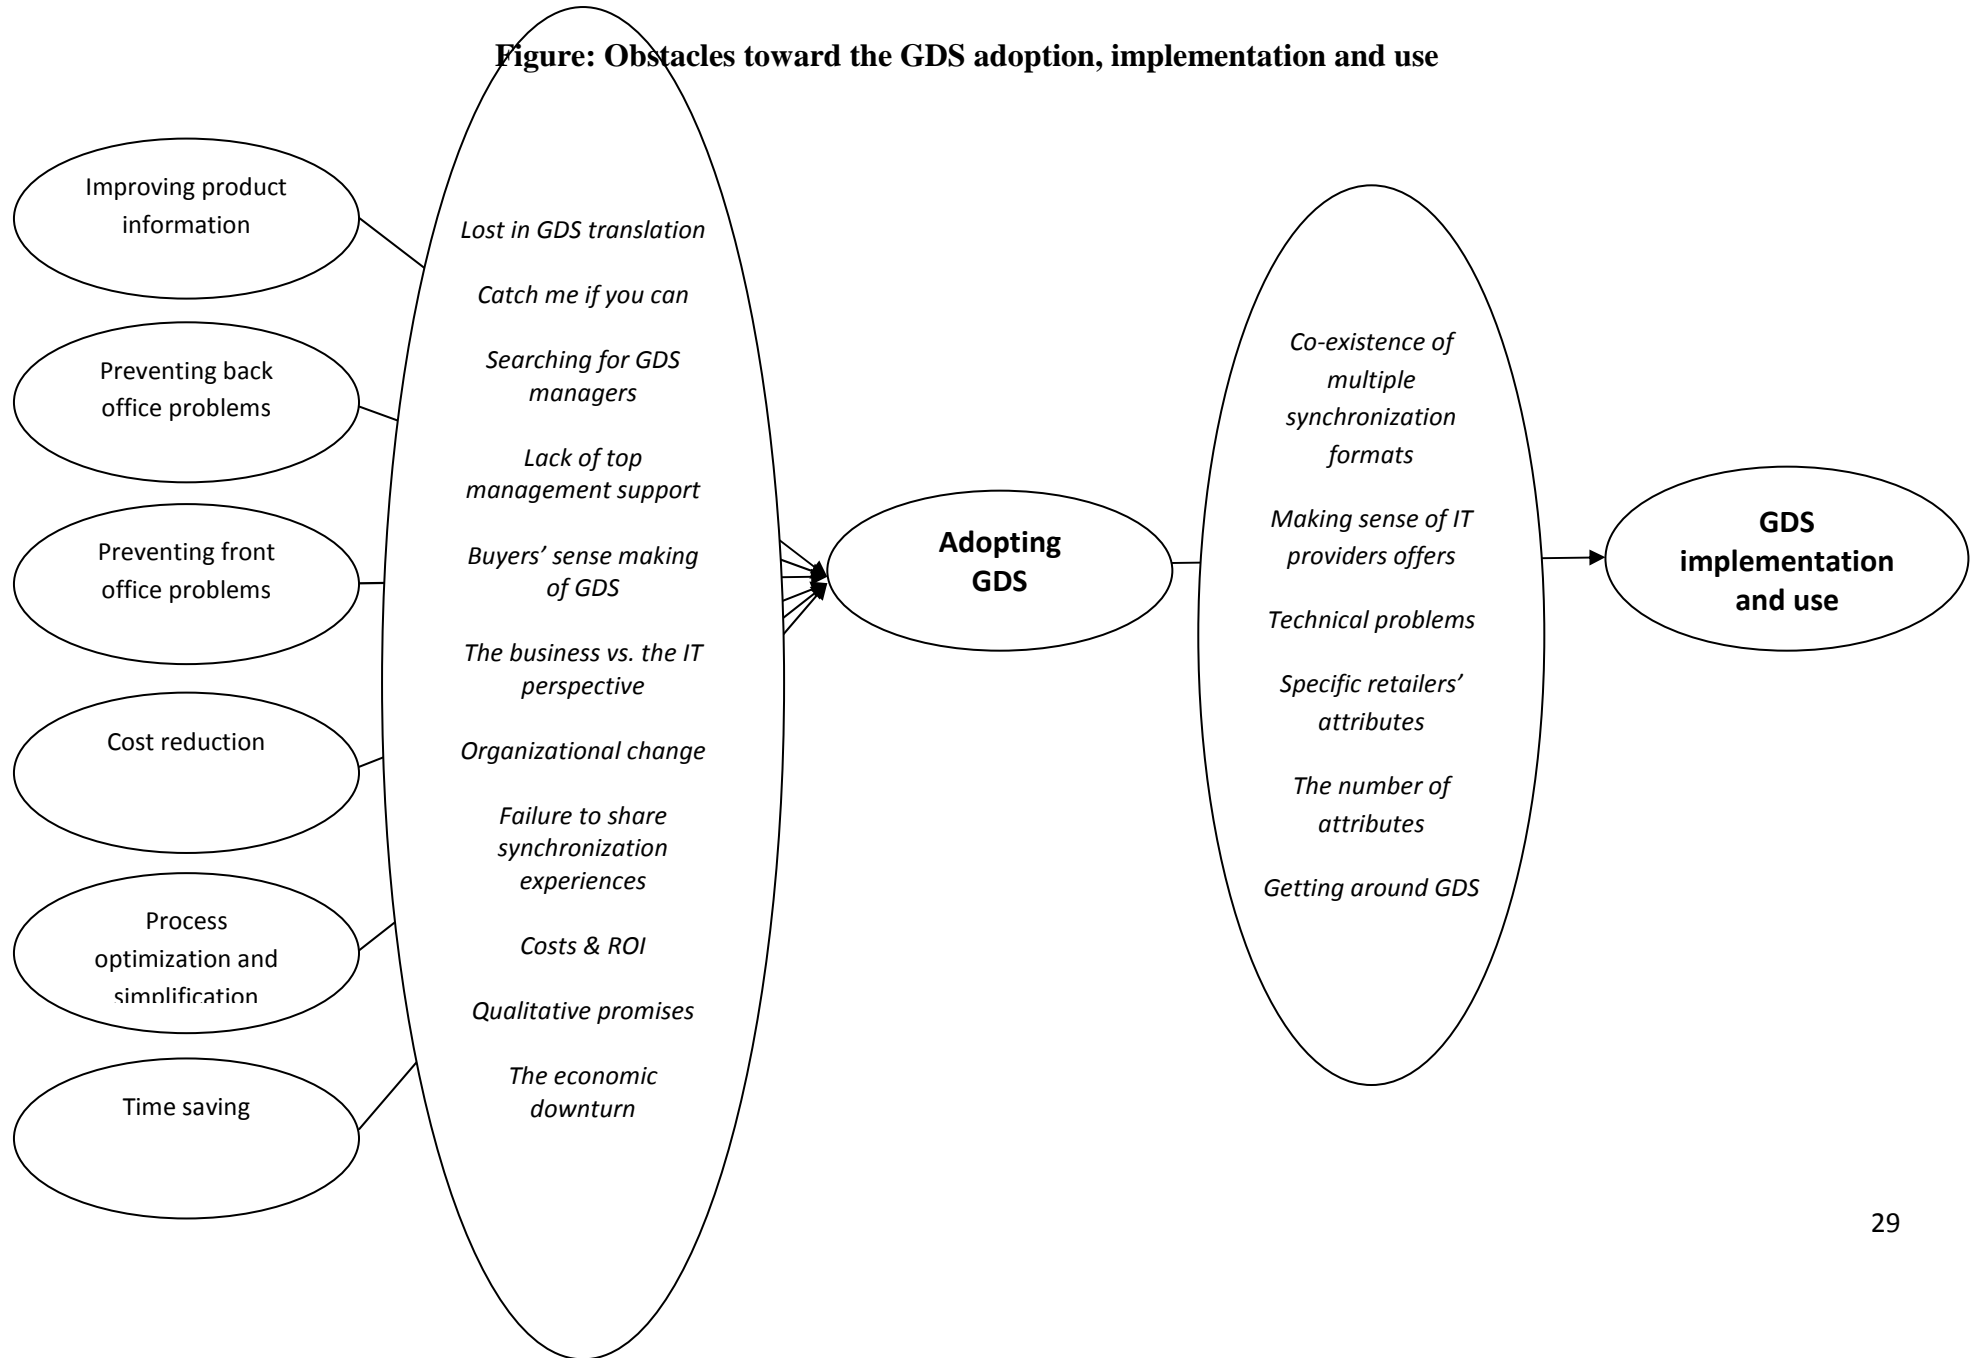 Figure: Obstacles toward the GDS adoption, implementation and use
Improving product
information
Preventing back
office problems
Preventing front
office problems
Cost reduction
Process
optimization and
simplification
Time saving
Lost in GDS translation
Catch me if you can
Searching for GDS
managers
Lack of top
management support
Buyers’ sense making
of GDS
The business vs. the IT
perspective
Organizational change
Failure to share
synchronization
experiences
Costs & ROI
Qualitative promises
The economic
downturn
Adopting
GDS
Co-existence of
multiple
synchronization
formats
Making sense of IT
providers offers
Technical problems
Specific retailers’
attributes
The number of
attributes
Getting around GDS
GDS
implementation
and use
29